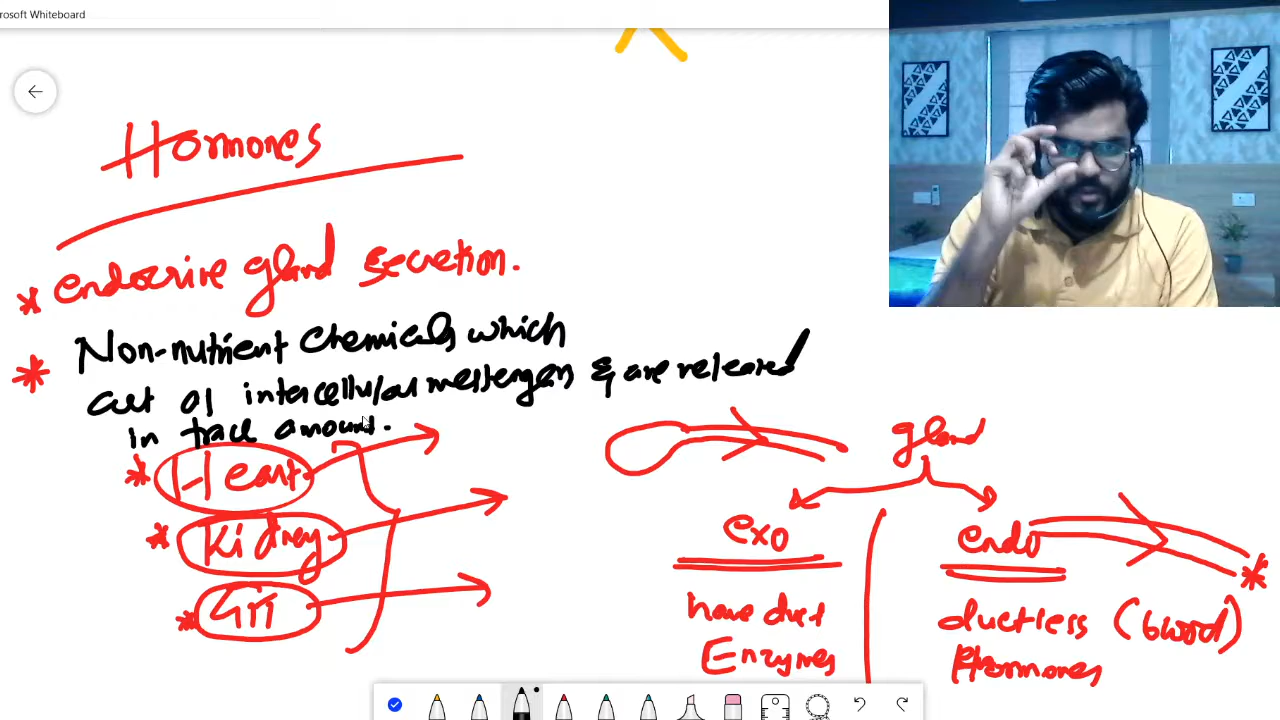 rosoft Whiteboard
Hormones
* endocrine gland secretion.
* Non-nutrient chemicals which
act as intercellular messengers & are released
in trace amount.
* Heart
* Kidney
* GIT
gland
exo
endo
have duct
Enzymes
ductless (blood)
Hormones